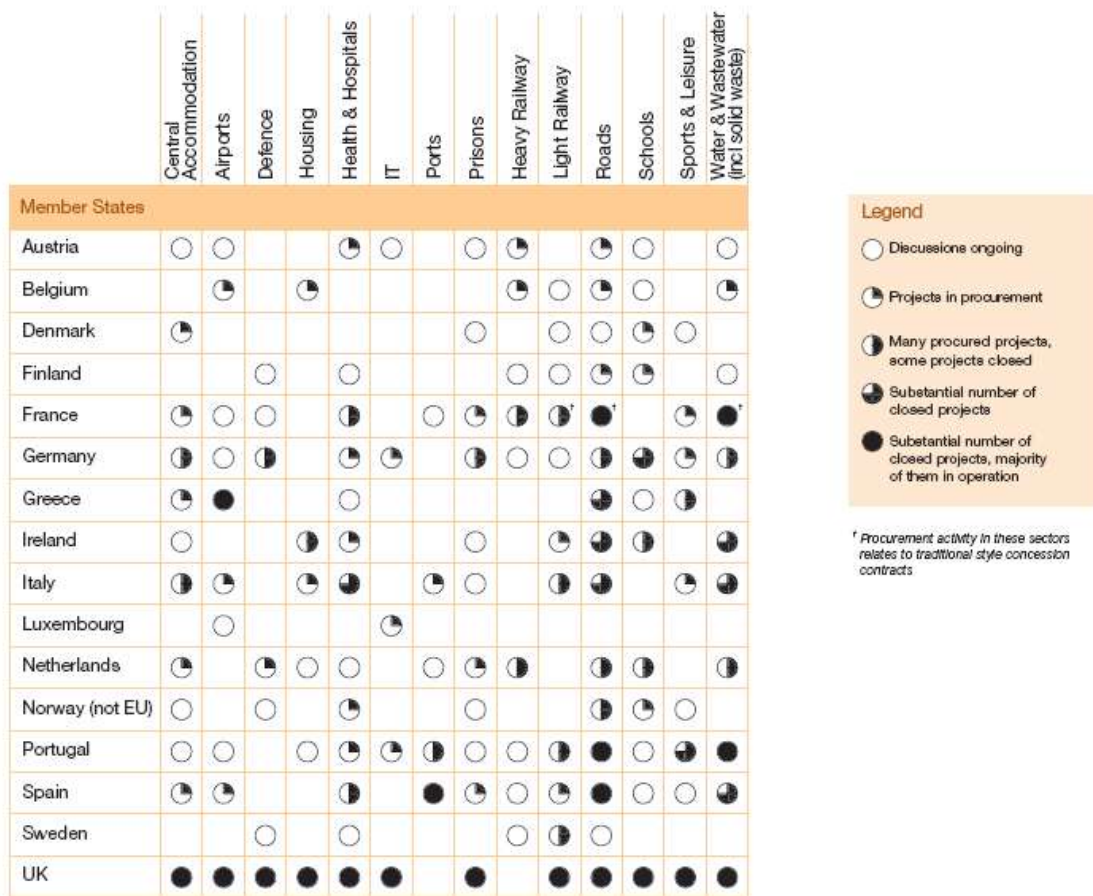 Central
Accommodation
Airports
Defence
Housing
Health & Hospitals
IT
Ports
Prisons
Heavy Railway
Light Railway
Roads
Schools
Sports & Leisure
Water & Wastewater
(incl solid waste)
Member States
Austria
Belgium
Denmark
Finland
France
† † †
Germany
Greece
Ireland
Italy
Luxembourg
Netherlands
Norway (not EU)
Portugal
Spain
Sweden
UK
Legend
Discussions ongoing
Projects in procurement
Many procured projects,
some projects closed
Substantial number of
closed projects
Substantial number of
closed projects, majority
of them in operation
† Procurement activity in these sectors
relates to traditional style concession
contracts